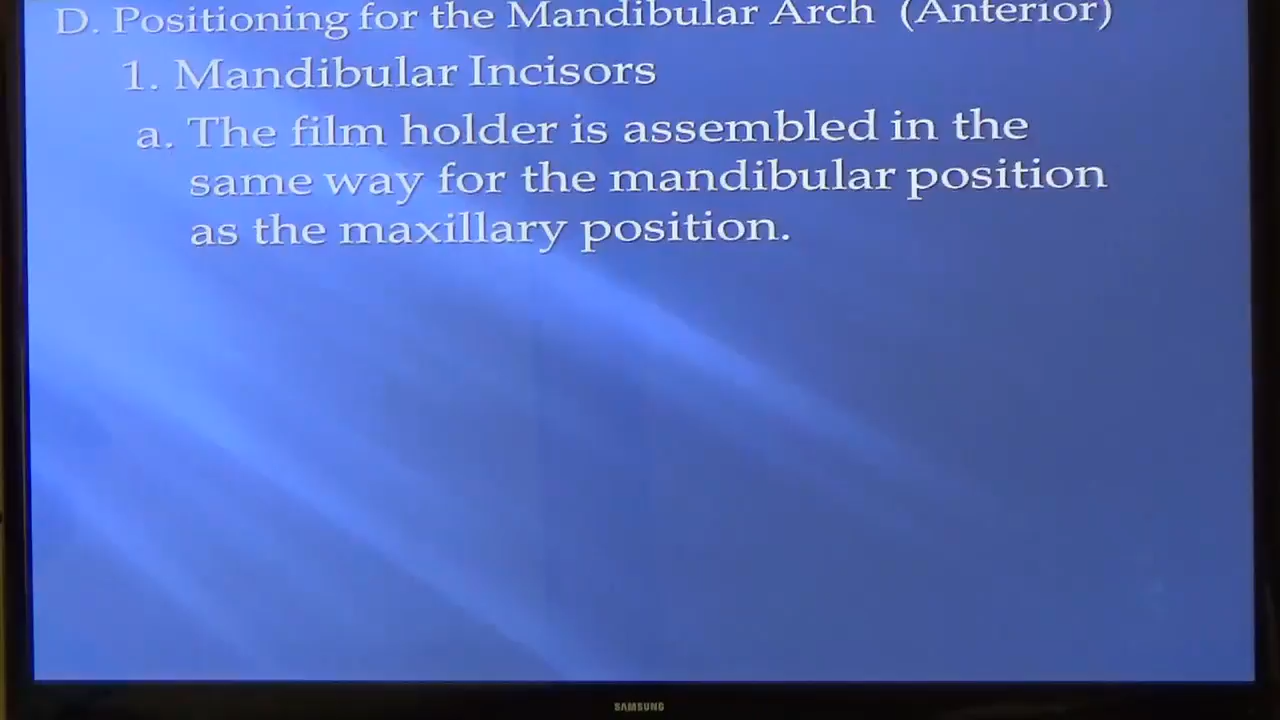 D. Positioning for the Mandibular Arch (Anterior)
1. Mandibular Incisors
a. The film holder is assembled in the
same way for the mandibular position
as the maxillary position.
SAMSUNG